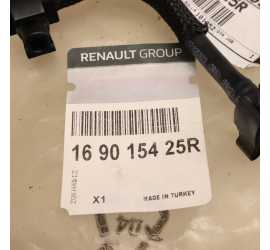 RENAULT GROUP
16 90 154 25R
X1
MADE IN TURKEY